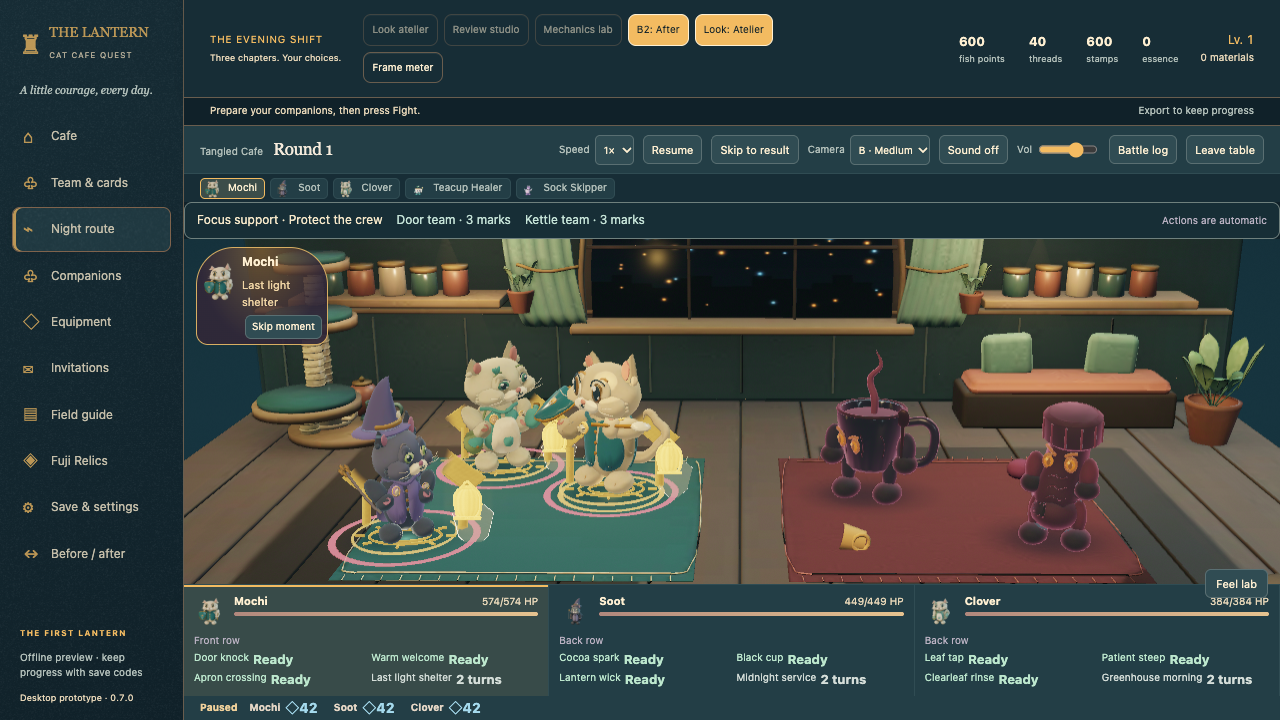 THE LANTERN
CAT CAFE QUEST
A little courage, every day.
Cafe
Team & cards
Night route
Companions
Equipment
Invitations
Field guide
Fuji Relics
Save & settings
Before / after
THE FIRST LANTERN
Offline preview · keep
progress with save codes
Desktop prototype · 0.7.0
THE EVENING SHIFT
Three chapters. Your choices.
Look atelier
Review studio
Mechanics lab
B2: After
Look: Atelier
Frame meter
600
fish points
40
threads
600
stamps
0
essence
Lv. 1
0 materials
Prepare your companions, then press Fight.
Export to keep progress
Tangled Cafe
Round 1
Speed
1×
Resume
Skip to result
Camera
B · Medium
Sound off
Vol
Battle log
Leave table
Mochi
Soot
Clover
Teacup Healer
Sock Skipper
Focus support · Protect the crew
Door team · 3 marks
Kettle team · 3 marks
Actions are automatic
Mochi
Last light
shelter
Skip moment
Feel lab
Mochi
574/574 HP
Front row
Door knock Ready
Warm welcome Ready
Apron crossing Ready
Last light shelter 2 turns
Soot
449/449 HP
Back row
Cocoa spark Ready
Black cup Ready
Lantern wick Ready
Midnight service 2 turns
Clover
384/384 HP
Back row
Leaf tap Ready
Patient steep Ready
Clearleaf rinse Ready
Greenhouse morning 2 turns
Paused
Mochi ◇42
Soot ◇42
Clover ◇42